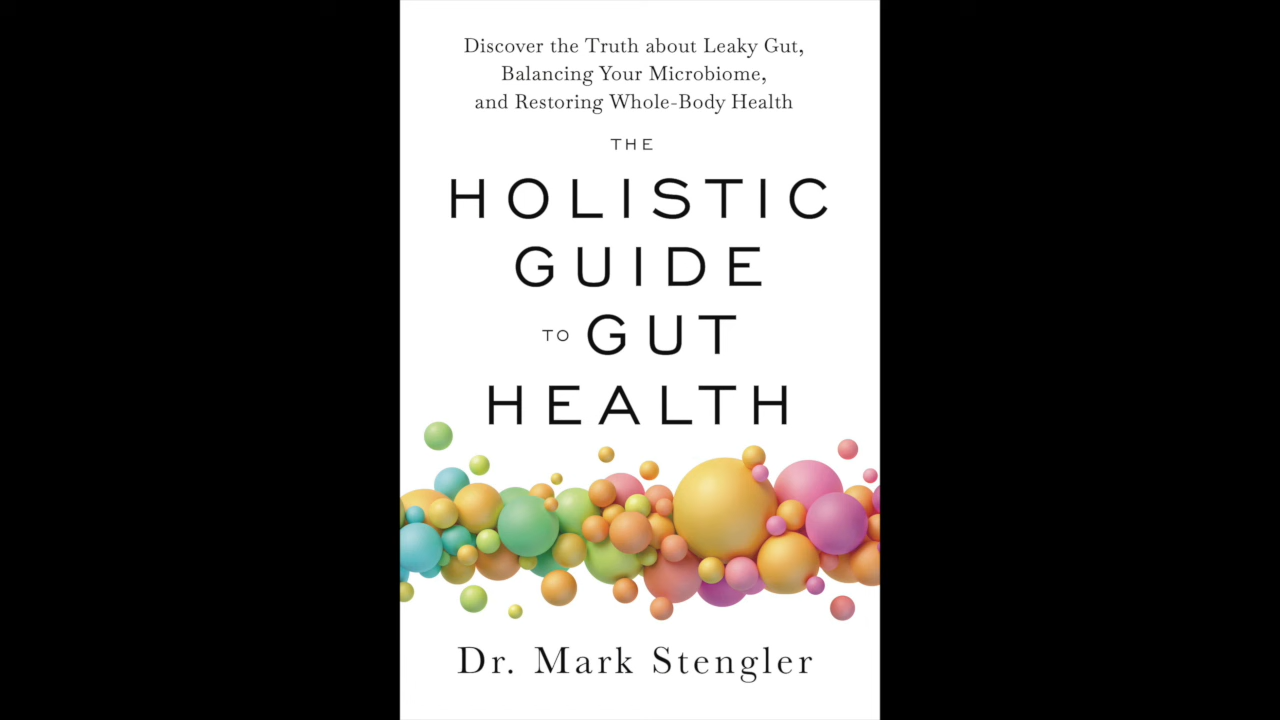 Discover the Truth about Leaky Gut,
Balancing Your Microbiome,
and Restoring Whole-Body Health
THE
HOLISTIC
GUIDE
TO GUT
HEALTH
Dr. Mark Stengler